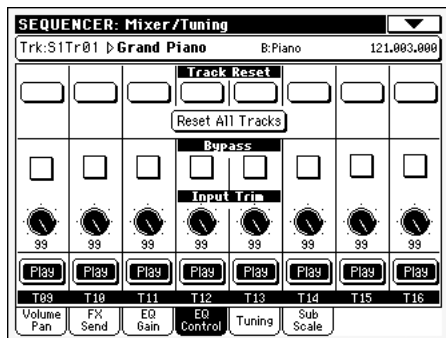 SEQUENCER: Mixer/Tuning
Trk:S1Tr01 Grand Piano B:Piano 121.003.000
Track Reset
Reset All Tracks
Bypass
Input Trim
99 99 99 99 99 99 99 99
Play Play Play Play Play Play Play Play
T09 T10 T11 T12 T13 T14 T15 T16
Volume Pan FX Send EQ Gain EQ Control Tuning Sub Scale